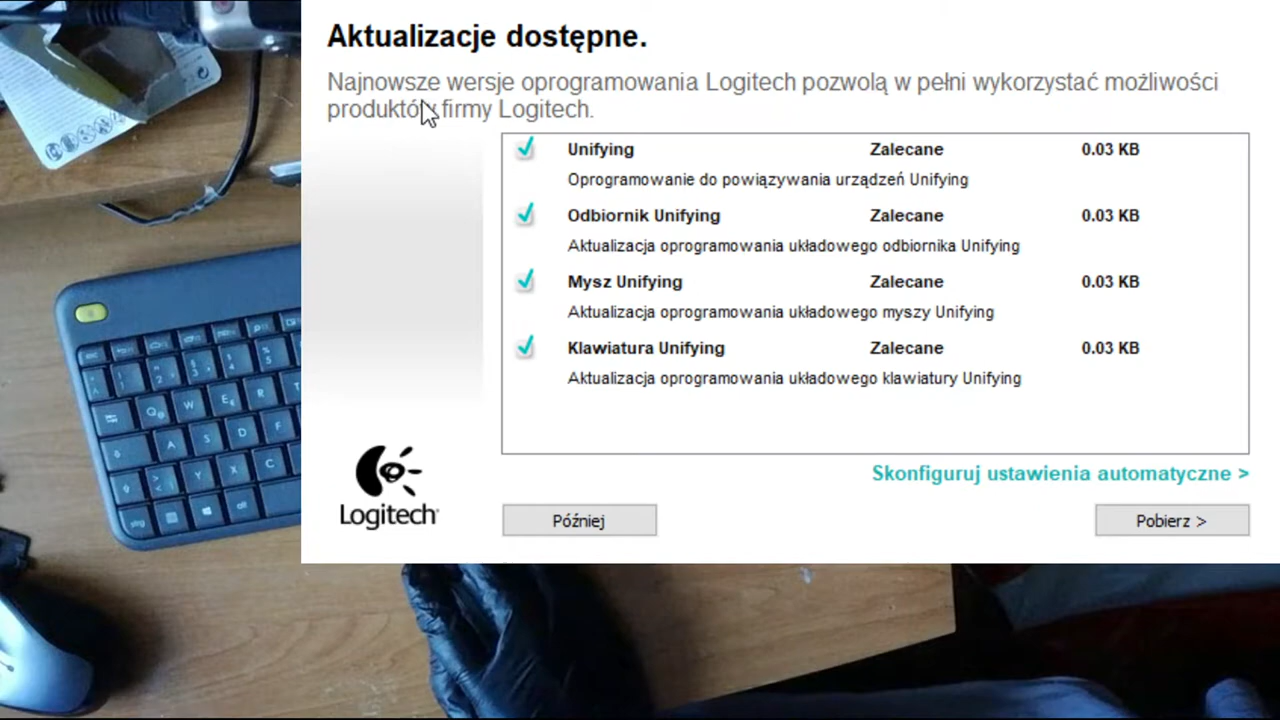 Aktualizacje dostępne.
Najnowsze wersje oprogramowania Logitech pozwolą w pełni wykorzystać możliwości
produktów firmy Logitech.
Unifying Zalecane 0.03 KB
Oprogramowanie do powiązywania urządzeń Unifying
Odbiornik Unifying Zalecane 0.03 KB
Aktualizacja oprogramowania układowego odbiornika Unifying
Mysz Unifying Zalecane 0.03 KB
Aktualizacja oprogramowania układowego myszy Unifying
Klawiatura Unifying Zalecane 0.03 KB
Aktualizacja oprogramowania układowego klawiatury Unifying
Skonfiguruj ustawienia automatyczne >
Logitech
Później
Pobierz >
Q W E R T
A S D F
Y X C